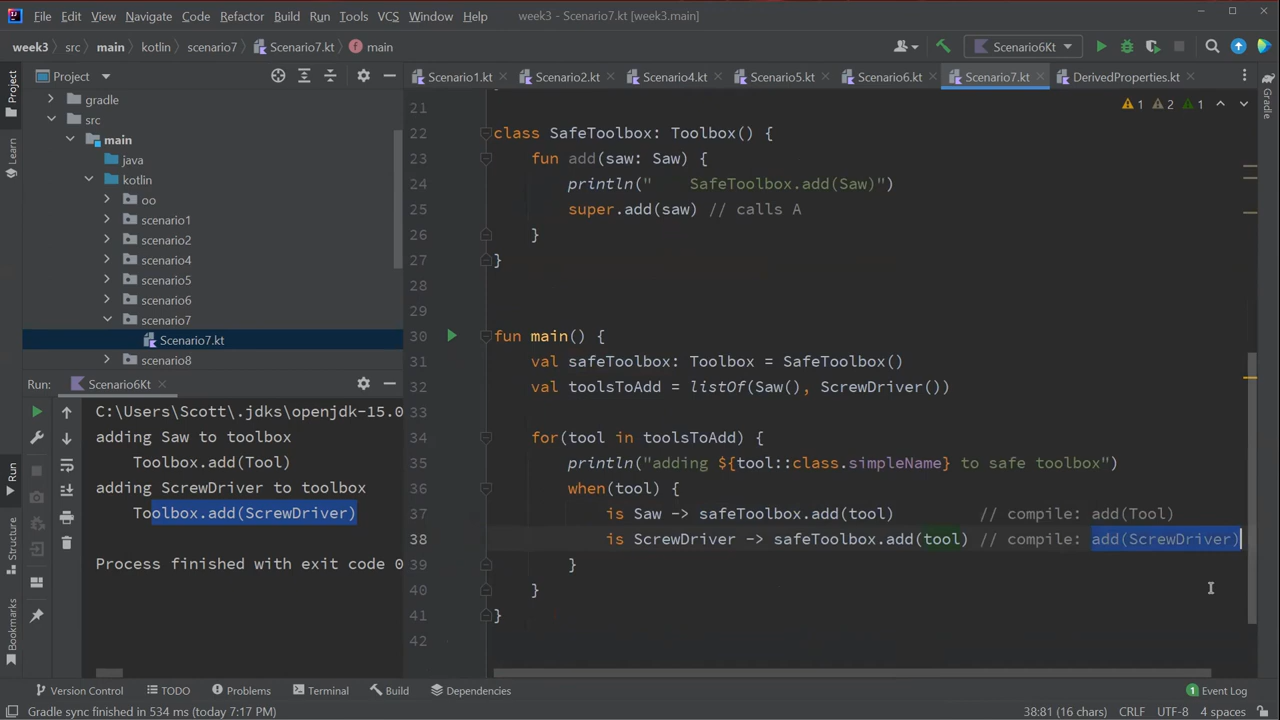 File Edit View Navigate Code Refactor Build Run Tools VCS Window Help week3 - Scenario7.kt [week3.main]
week3 src main kotlin scenario7 Scenario7.kt main Scenario6Kt
Project Scenario1.kt Scenario2.kt Scenario4.kt Scenario5.kt Scenario6.kt Scenario7.kt DerivedProperties.kt
Project
Learn
Structure
Run
Bookmarks
Gradle
gradle
src
main
java
kotlin
oo
scenario1
scenario2
scenario4
scenario5
scenario6
scenario7
Scenario7.kt
scenario8
1 2 1
21
22 class SafeToolbox: Toolbox() {
23 fun add(saw: Saw) {
24 println("    SafeToolbox.add(Saw)")
25 super.add(saw) // calls A
26 }
27 }
28
29
30 fun main() {
31 val safeToolbox: Toolbox = SafeToolbox()
32 val toolsToAdd = listOf(Saw(), ScrewDriver())
33
34 for(tool in toolsToAdd) {
35 println("adding ${tool::class.simpleName} to safe toolbox")
36 when(tool) {
37 is Saw -> safeToolbox.add(tool) // compile: add(Tool)
38 is ScrewDriver -> safeToolbox.add(tool) // compile: add(ScrewDriver)
39 }
40 }
41 }
42
Run: Scenario6Kt
C:\Users\Scott\.jdks\openjdk-15.0
adding Saw to toolbox
Toolbox.add(Tool)
adding ScrewDriver to toolbox
Toolbox.add(ScrewDriver)
Process finished with exit code 0
Version Control TODO Problems Terminal Build Dependencies 1 Event Log
Gradle sync finished in 534 ms (today 7:17 PM) 38:81 (16 chars) CRLF UTF-8 4 spaces